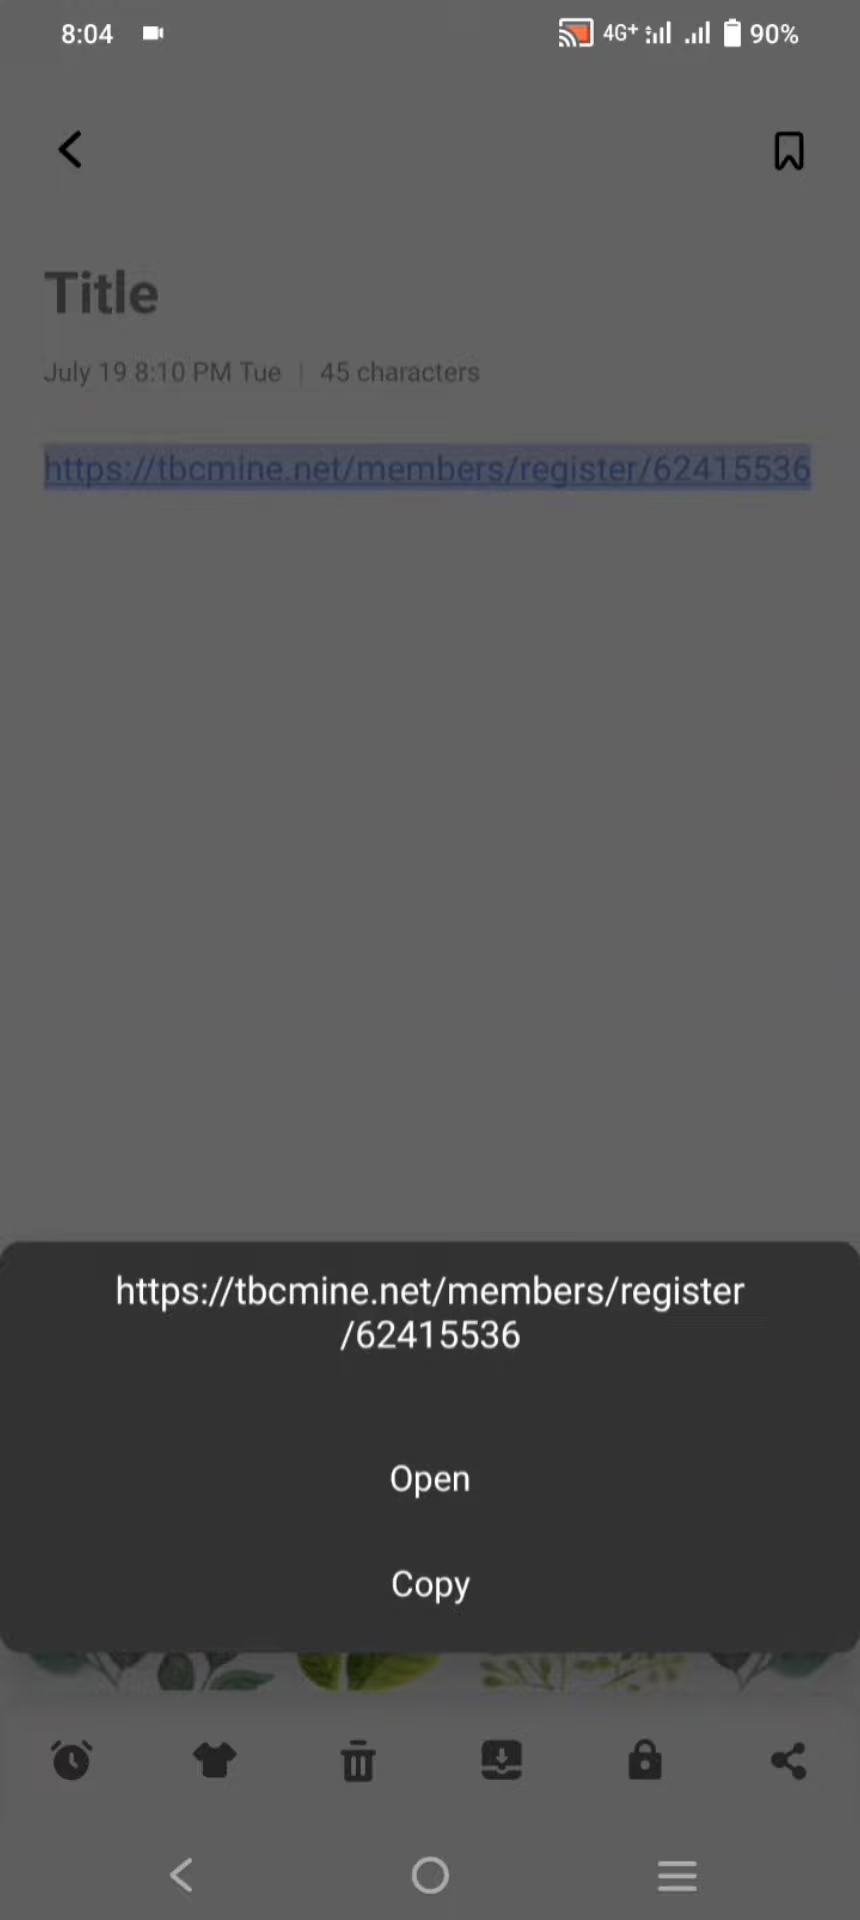 8:04 4G+ 90%
Title
July 19 8:10 PM Tue | 45 characters
https://tbcmine.net/members/register/62415536
https://tbcmine.net/members/register
/62415536
Open
Copy